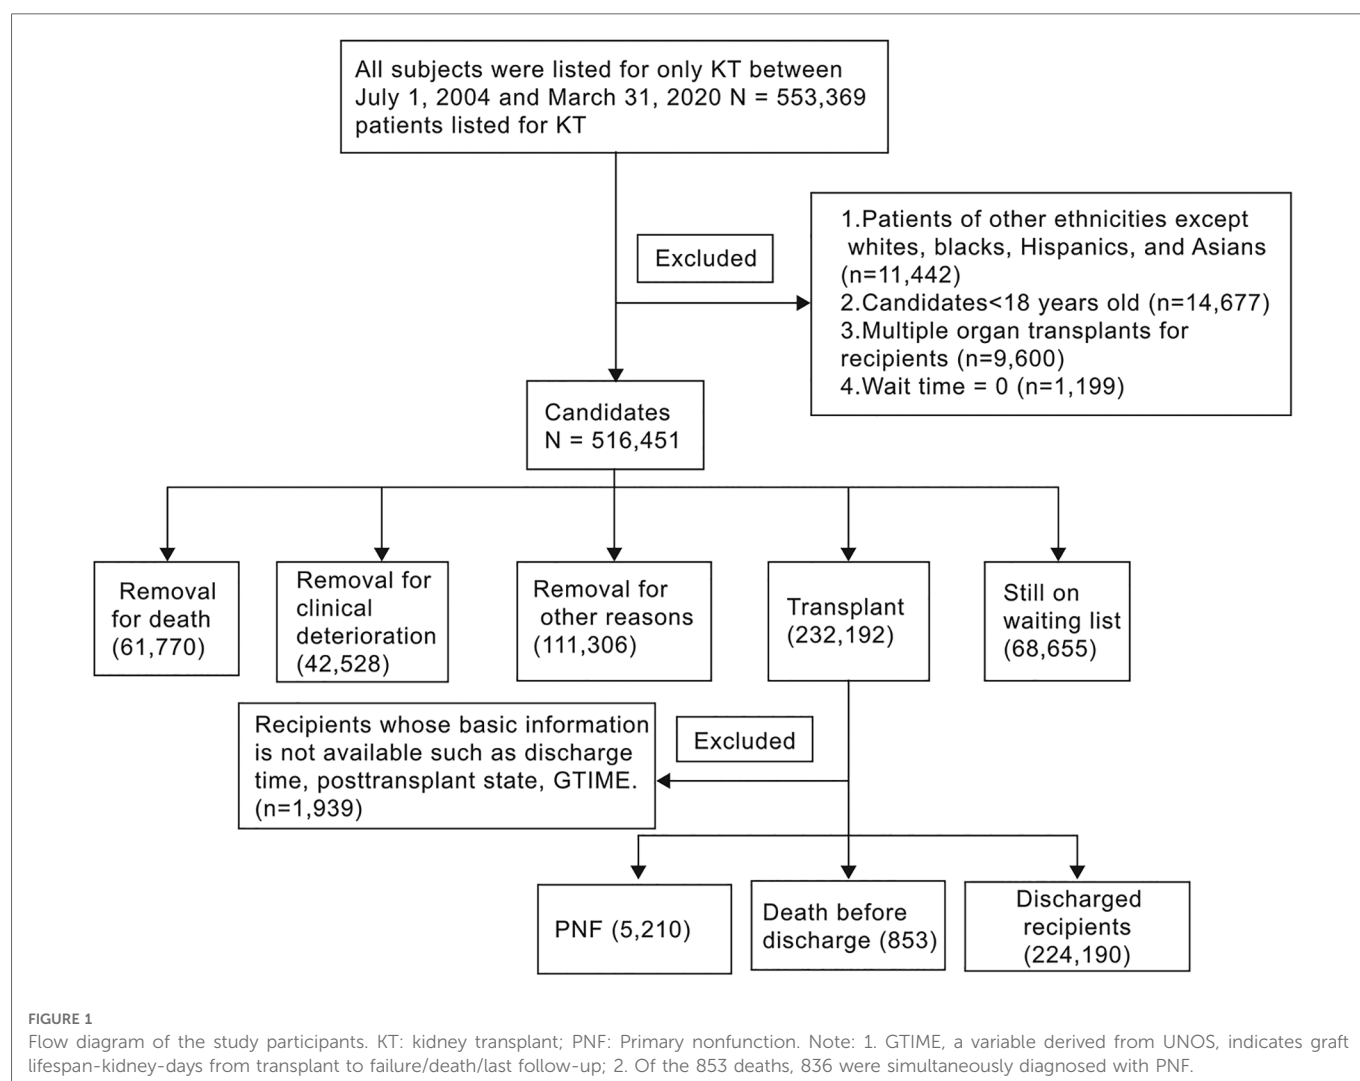 All subjects were listed for only KT between
July 1, 2004 and March 31, 2020 N = 553,369
patients listed for KT
Excluded
1.Patients of other ethnicities except
whites, blacks, Hispanics, and Asians
(n=11,442)
2.Candidates<18 years old (n=14,677)
3.Multiple organ transplants for
recipients (n=9,600)
4.Wait time = 0 (n=1,199)
Candidates
N = 516,451
Removal
for death
(61,770)
Removal for
clinical
deterioration
(42,528)
Removal for
other reasons
(111,306)
Transplant
(232,192)
Still on
waiting list
(68,655)
Recipients whose basic information
is not available such as discharge
time, posttransplant state, GTIME.
(n=1,939)
Excluded
PNF (5,210)
Death before
discharge (853)
Discharged
recipients
(224,190)
FIGURE 1
Flow diagram of the study participants. KT: kidney transplant; PNF: Primary nonfunction. Note: 1. GTIME, a variable derived from UNOS, indicates graft
lifespan-kidney-days from transplant to failure/death/last follow-up; 2. Of the 853 deaths, 836 were simultaneously diagnosed with PNF.